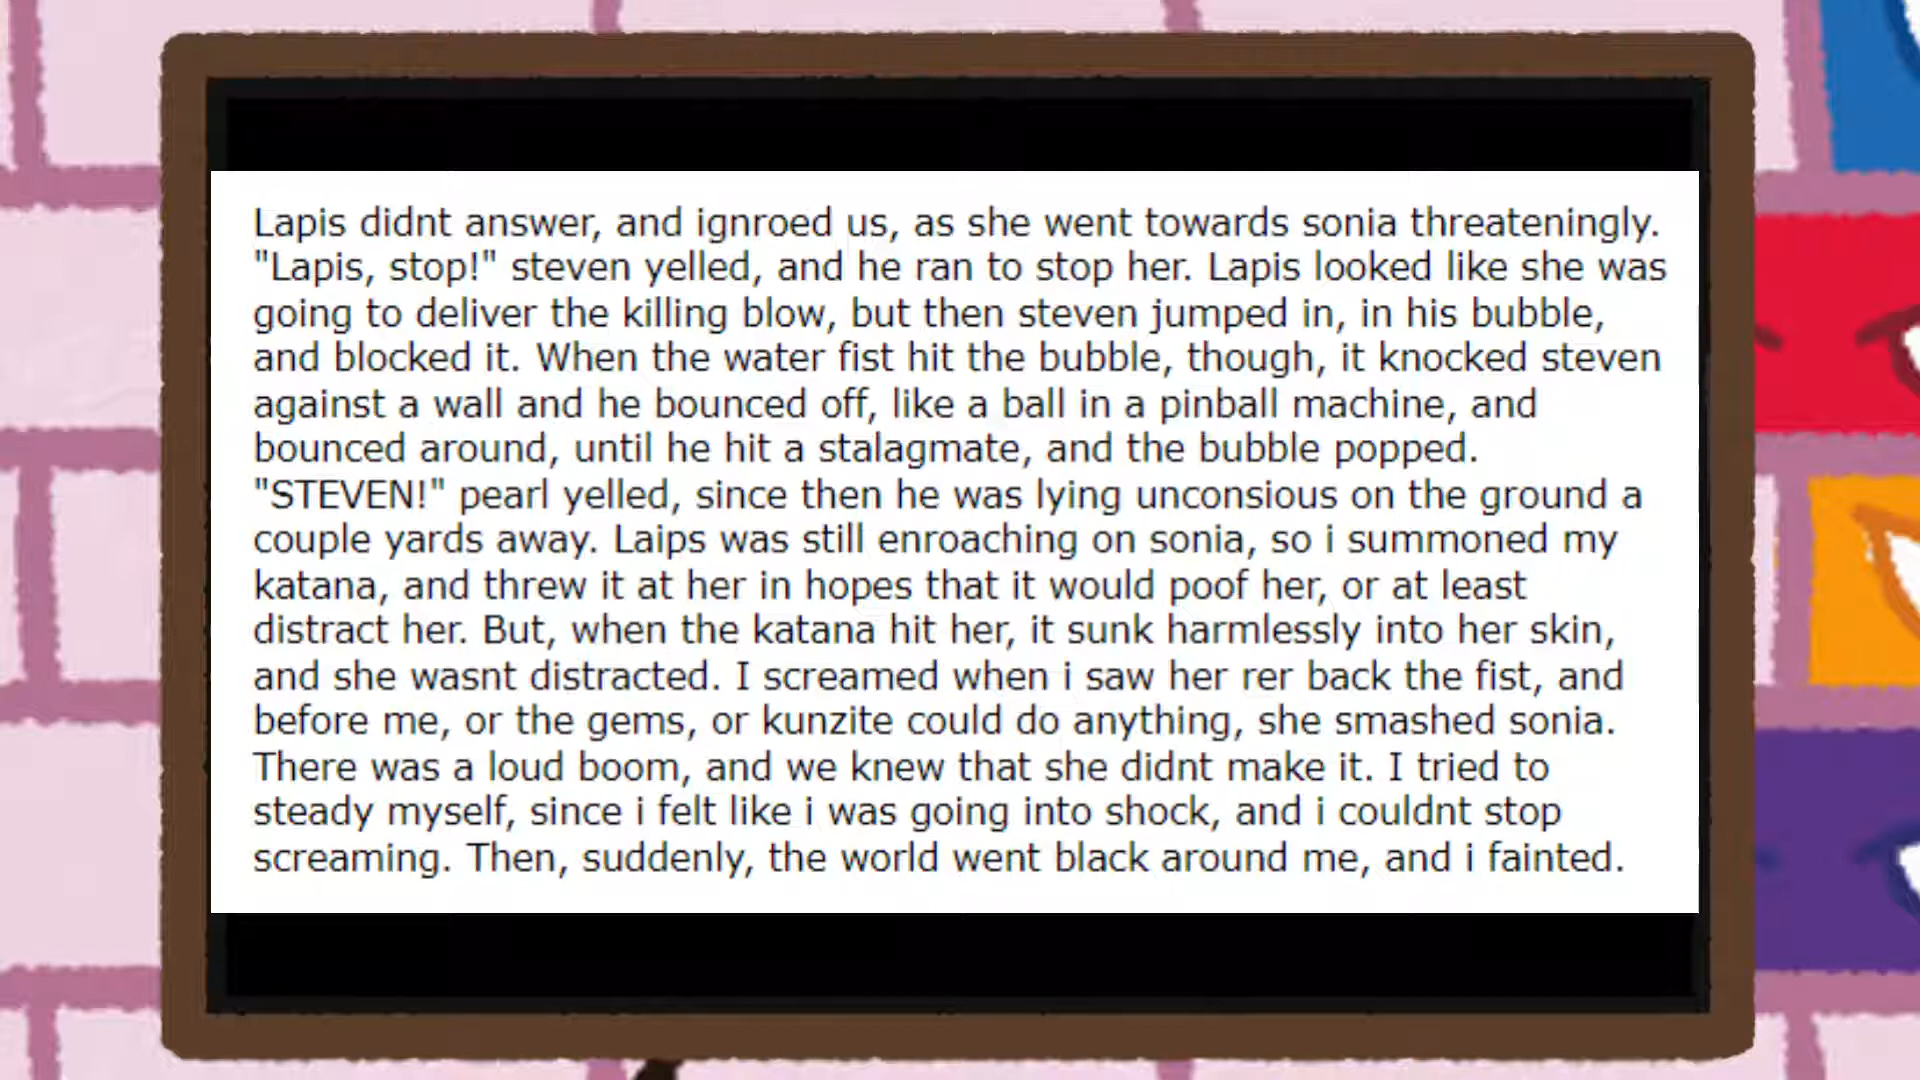 Lapis didnt answer, and ignroed us, as she went towards sonia threateningly.
"Lapis, stop!" steven yelled, and he ran to stop her. Lapis looked like she was
going to deliver the killing blow, but then steven jumped in, in his bubble,
and blocked it. When the water fist hit the bubble, though, it knocked steven
against a wall and he bounced off, like a ball in a pinball machine, and
bounced around, until he hit a stalagmate, and the bubble popped.
"STEVEN!" pearl yelled, since then he was lying unconsious on the ground a
couple yards away. Laips was still enroaching on sonia, so i summoned my
katana, and threw it at her in hopes that it would poof her, or at least
distract her. But, when the katana hit her, it sunk harmlessly into her skin,
and she wasnt distracted. I screamed when i saw her rer back the fist, and
before me, or the gems, or kunzite could do anything, she smashed sonia.
There was a loud boom, and we knew that she didnt make it. I tried to
steady myself, since i felt like i was going into shock, and i couldnt stop
screaming. Then, suddenly, the world went black around me, and i fainted.